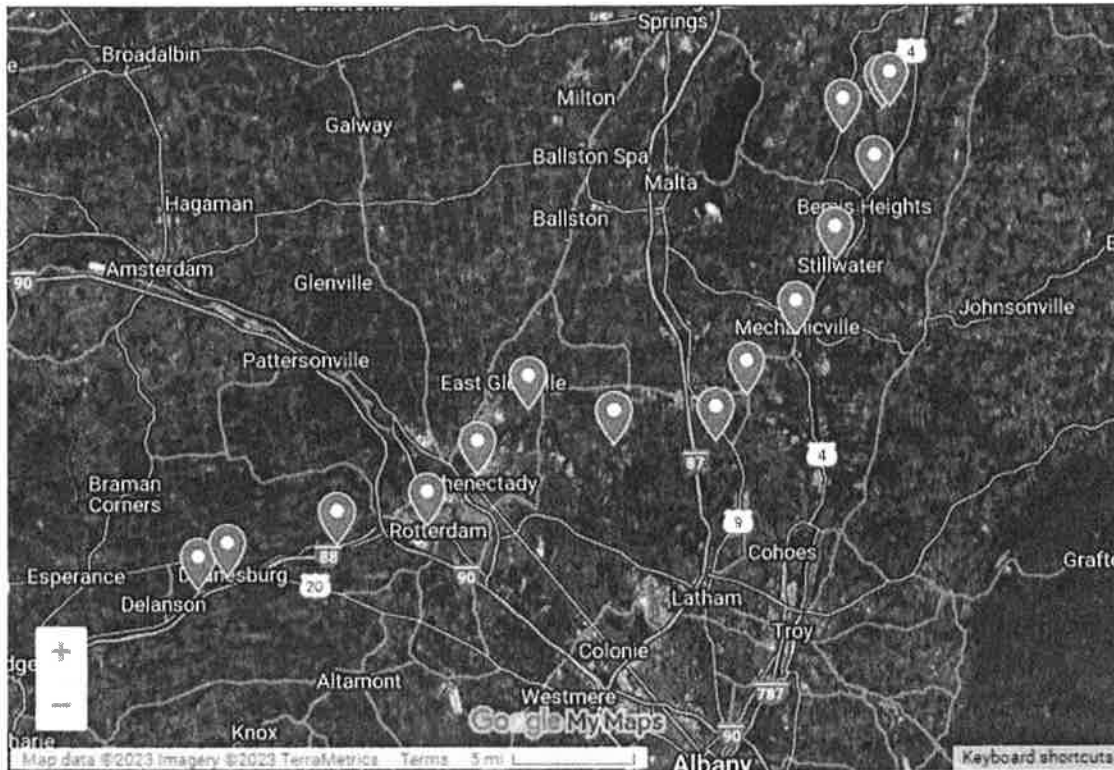 Springs
4
Broadalbin
Milton
Galway
Ballston Spa
Malta
Hagaman
Bemis Heights
Ballston
Amsterdam
Stillwater
90
Glenville
Johnsonville
Mechanicville
Pattersonville
East Glenville
87
4
Braman
Corners
henectady
9
Rotterdam
88
Cohoes
Esperance
Duanesburg
90
Grafto
20
Delanson
Latham
Troy
+
Colonie
dge
Altamont
787
−
Westmere
Google My Maps
Knox
90
harie
Albany
Map data ©2023 Imagery ©2023 TerraMetrics Terms 5 mi
Keyboard shortcuts